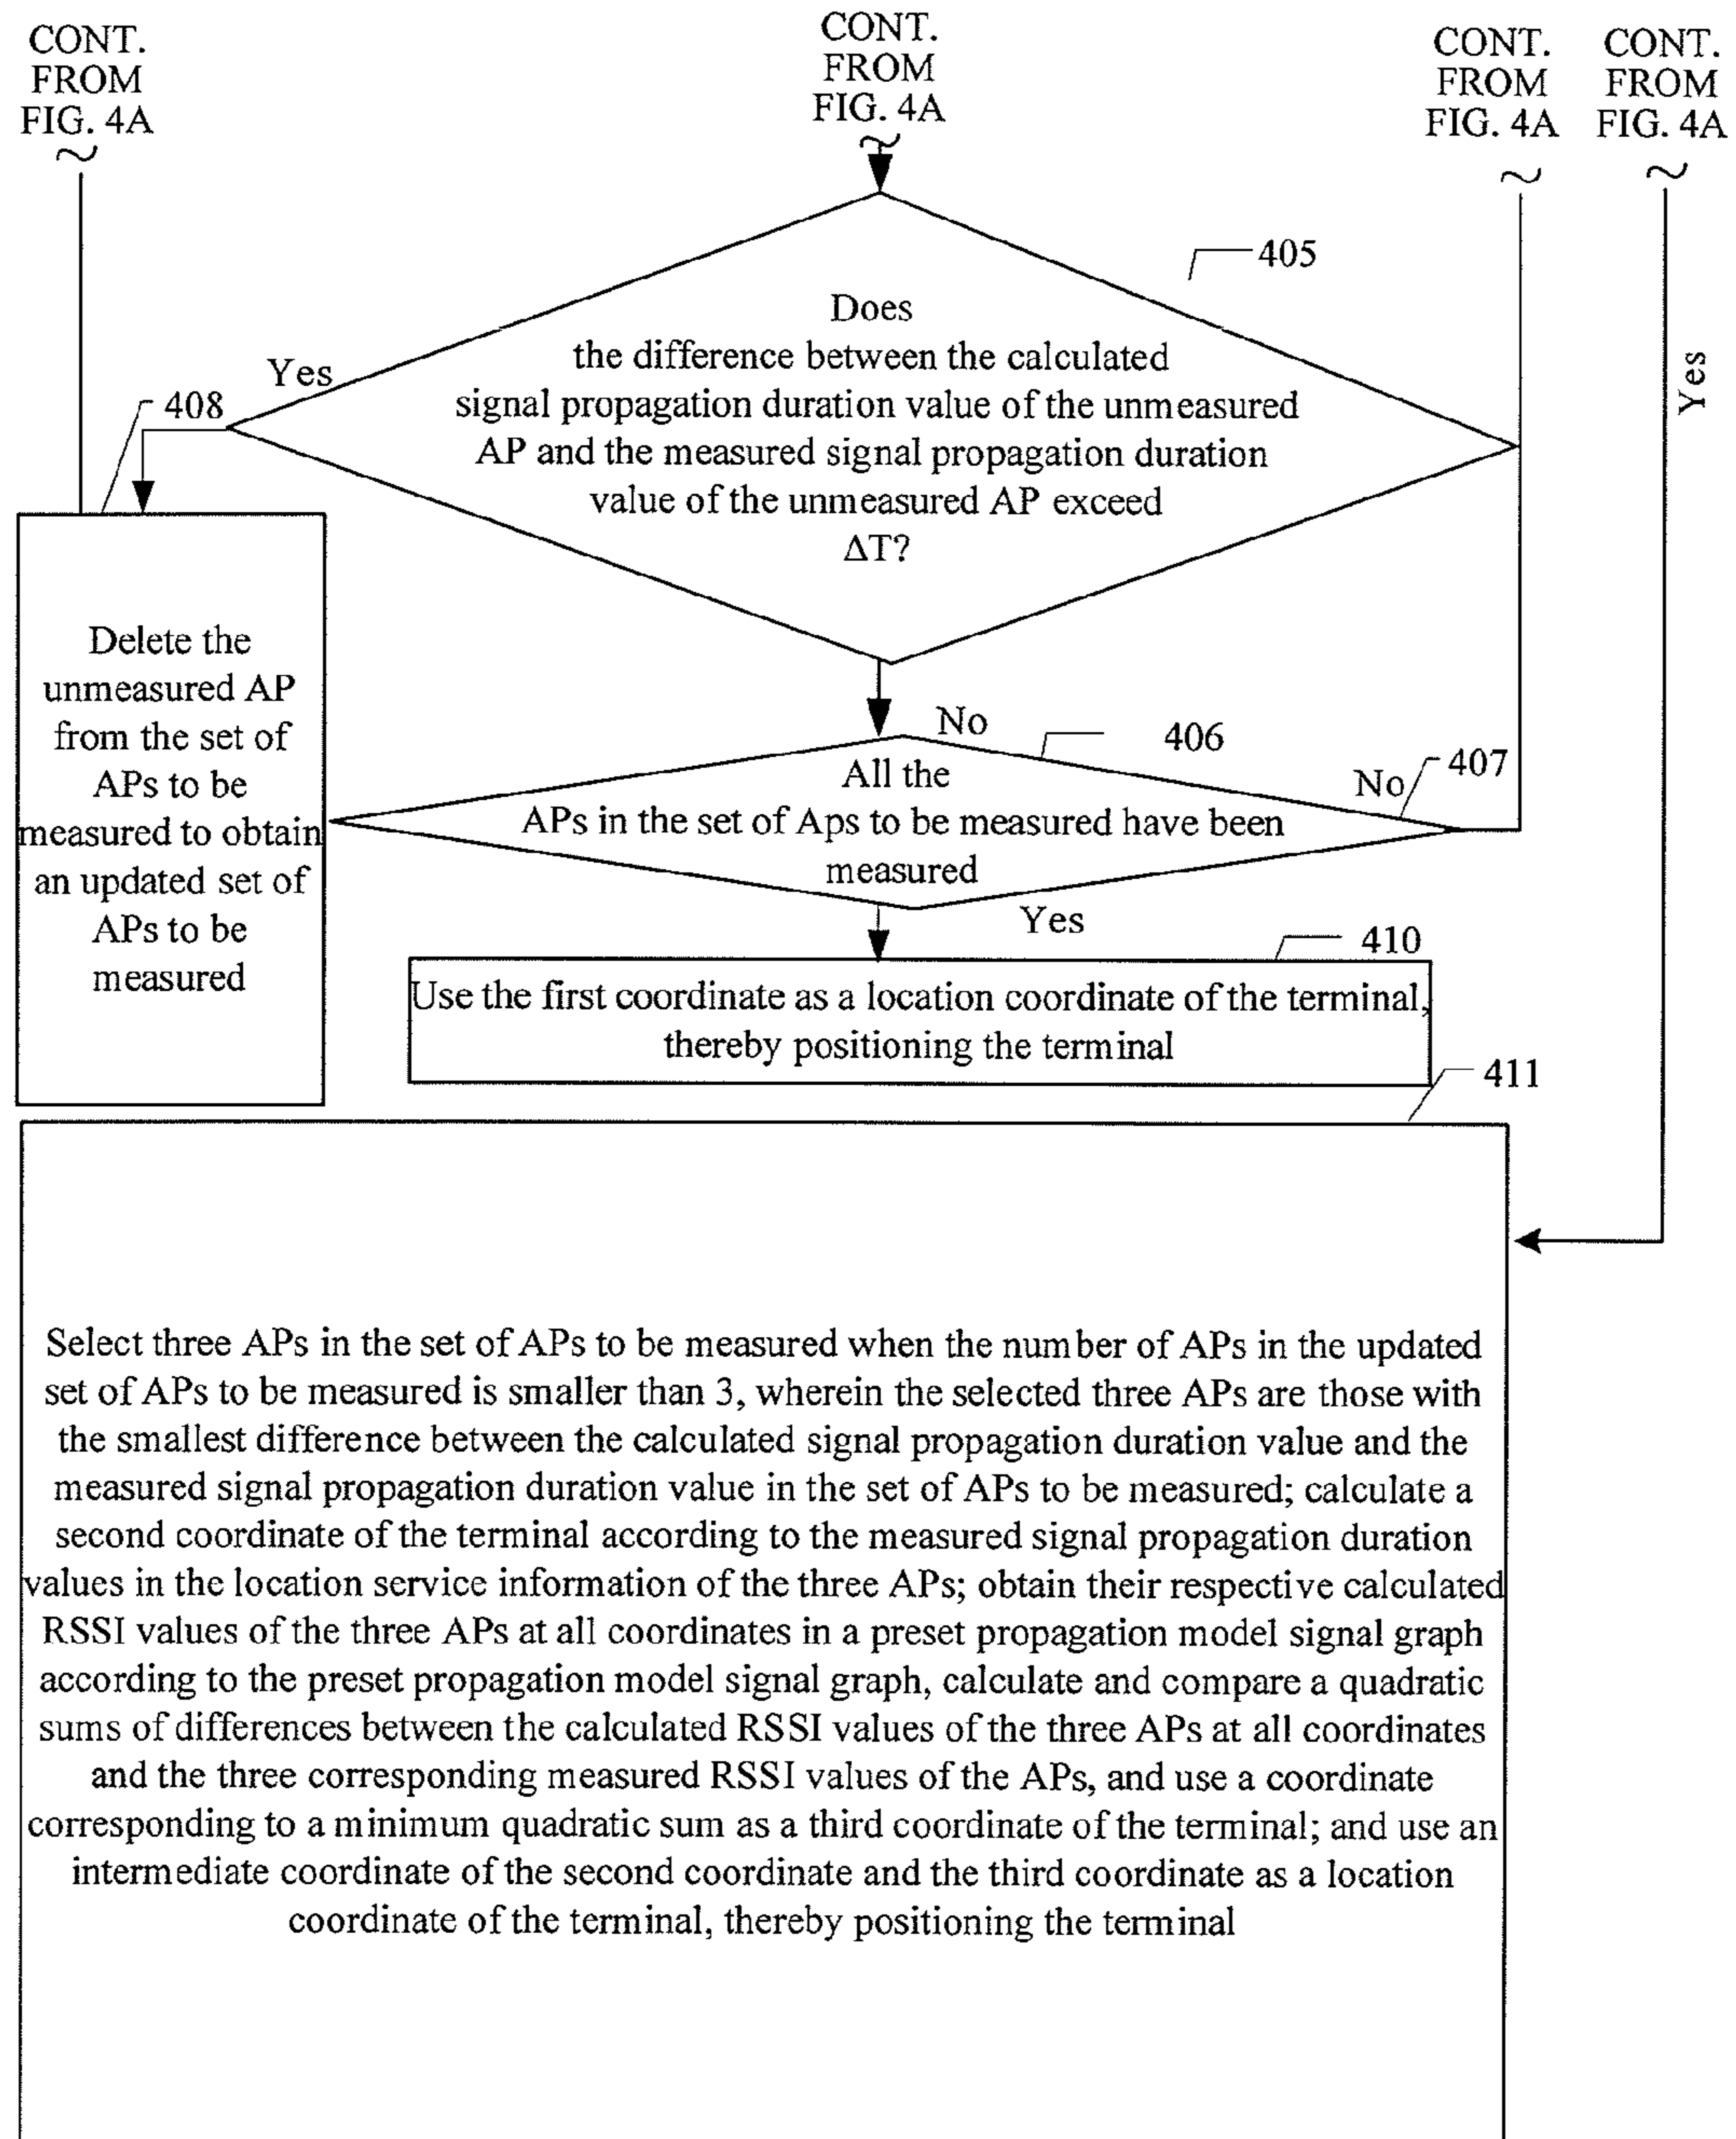 CONT.
FROM
FIG. 4A
CONT.
FROM
FIG. 4A
CONT.
FROM
FIG. 4A
CONT.
FROM
FIG. 4A
405
Does
the difference between the calculated
signal propagation duration value of the unmeasured
AP and the measured signal propagation duration
value of the unmeasured AP exceed
ΔT?
Yes
Yes
408
Delete the
unmeasured AP
from the set of
APs to be
measured to obtain
an updated set of
APs to be
measured
No
406
No
407
All the
APs in the set of Aps to be measured have been
measured
Yes
410
Use the first coordinate as a location coordinate of the terminal,
thereby positioning the terminal
411
Select three APs in the set of APs to be measured when the number of APs in the updated
set of APs to be measured is smaller than 3, wherein the selected three APs are those with
the smallest difference between the calculated signal propagation duration value and the
measured signal propagation duration value in the set of APs to be measured; calculate a
second coordinate of the terminal according to the measured signal propagation duration
values in the location service information of the three APs; obtain their respective calculated
RSSI values of the three APs at all coordinates in a preset propagation model signal graph
according to the preset propagation model signal graph, calculate and compare a quadratic
sums of differences between the calculated RSSI values of the three APs at all coordinates
and the three corresponding measured RSSI values of the APs, and use a coordinate
corresponding to a minimum quadratic sum as a third coordinate of the terminal; and use an
intermediate coordinate of the second coordinate and the third coordinate as a location
coordinate of the terminal, thereby positioning the terminal